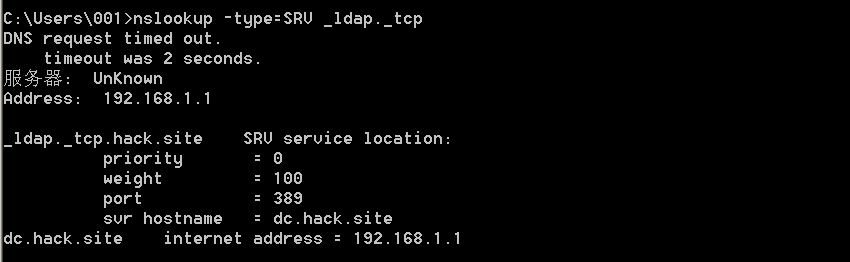 C:\Users\001>nslookup -type=SRV _ldap._tcp
DNS request timed out.
    timeout was 2 seconds.
服务器:  UnKnown
Address:  192.168.1.1

_ldap._tcp.hack.site    SRV service location:
          priority       = 0
          weight         = 100
          port           = 389
          svr hostname   = dc.hack.site
dc.hack.site    internet address = 192.168.1.1